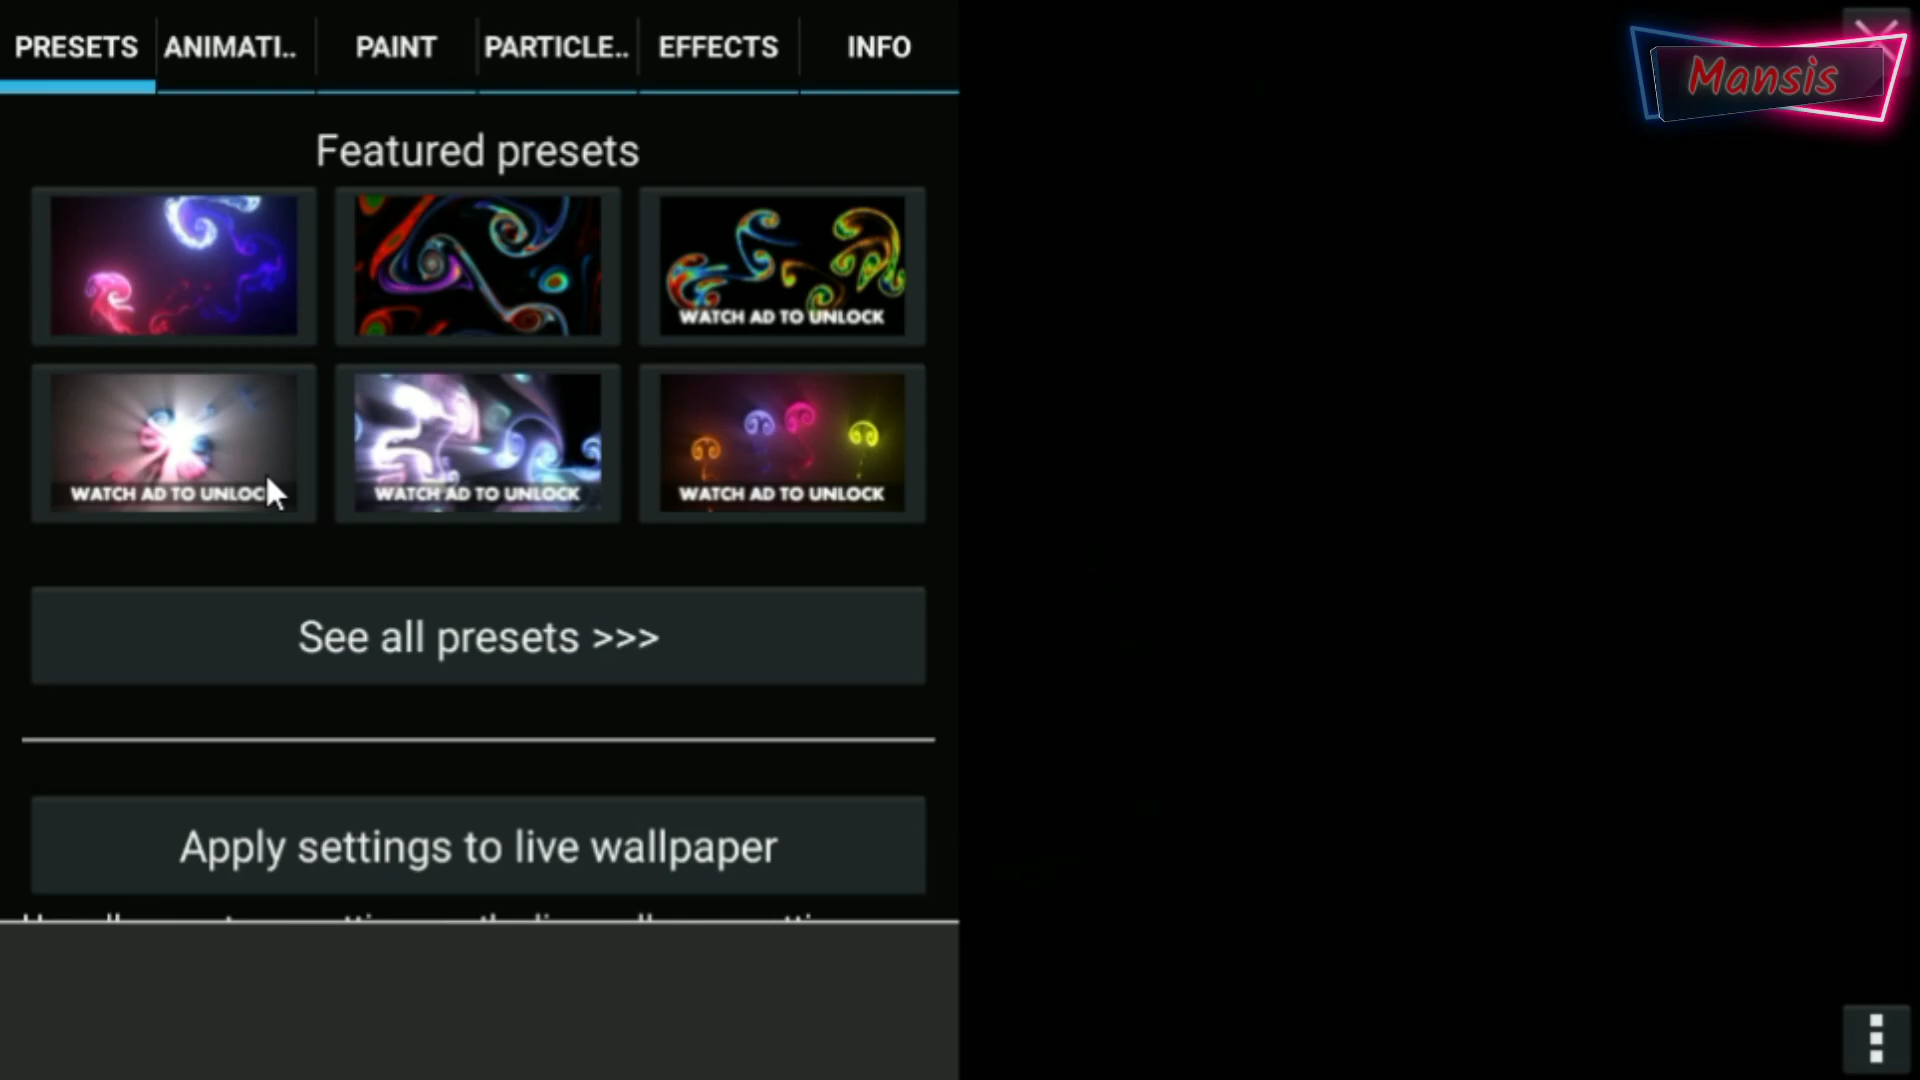 PRESETS
ANIMATI..
PAINT
PARTICLE..
EFFECTS
INFO
Mansis
Featured presets
WATCH AD TO UNLOCK
WATCH AD TO UNLOC
WATCH AD TO UNLOCK
WATCH AD TO UNLOCK
See all presets >>>
Apply settings to live wallpaper